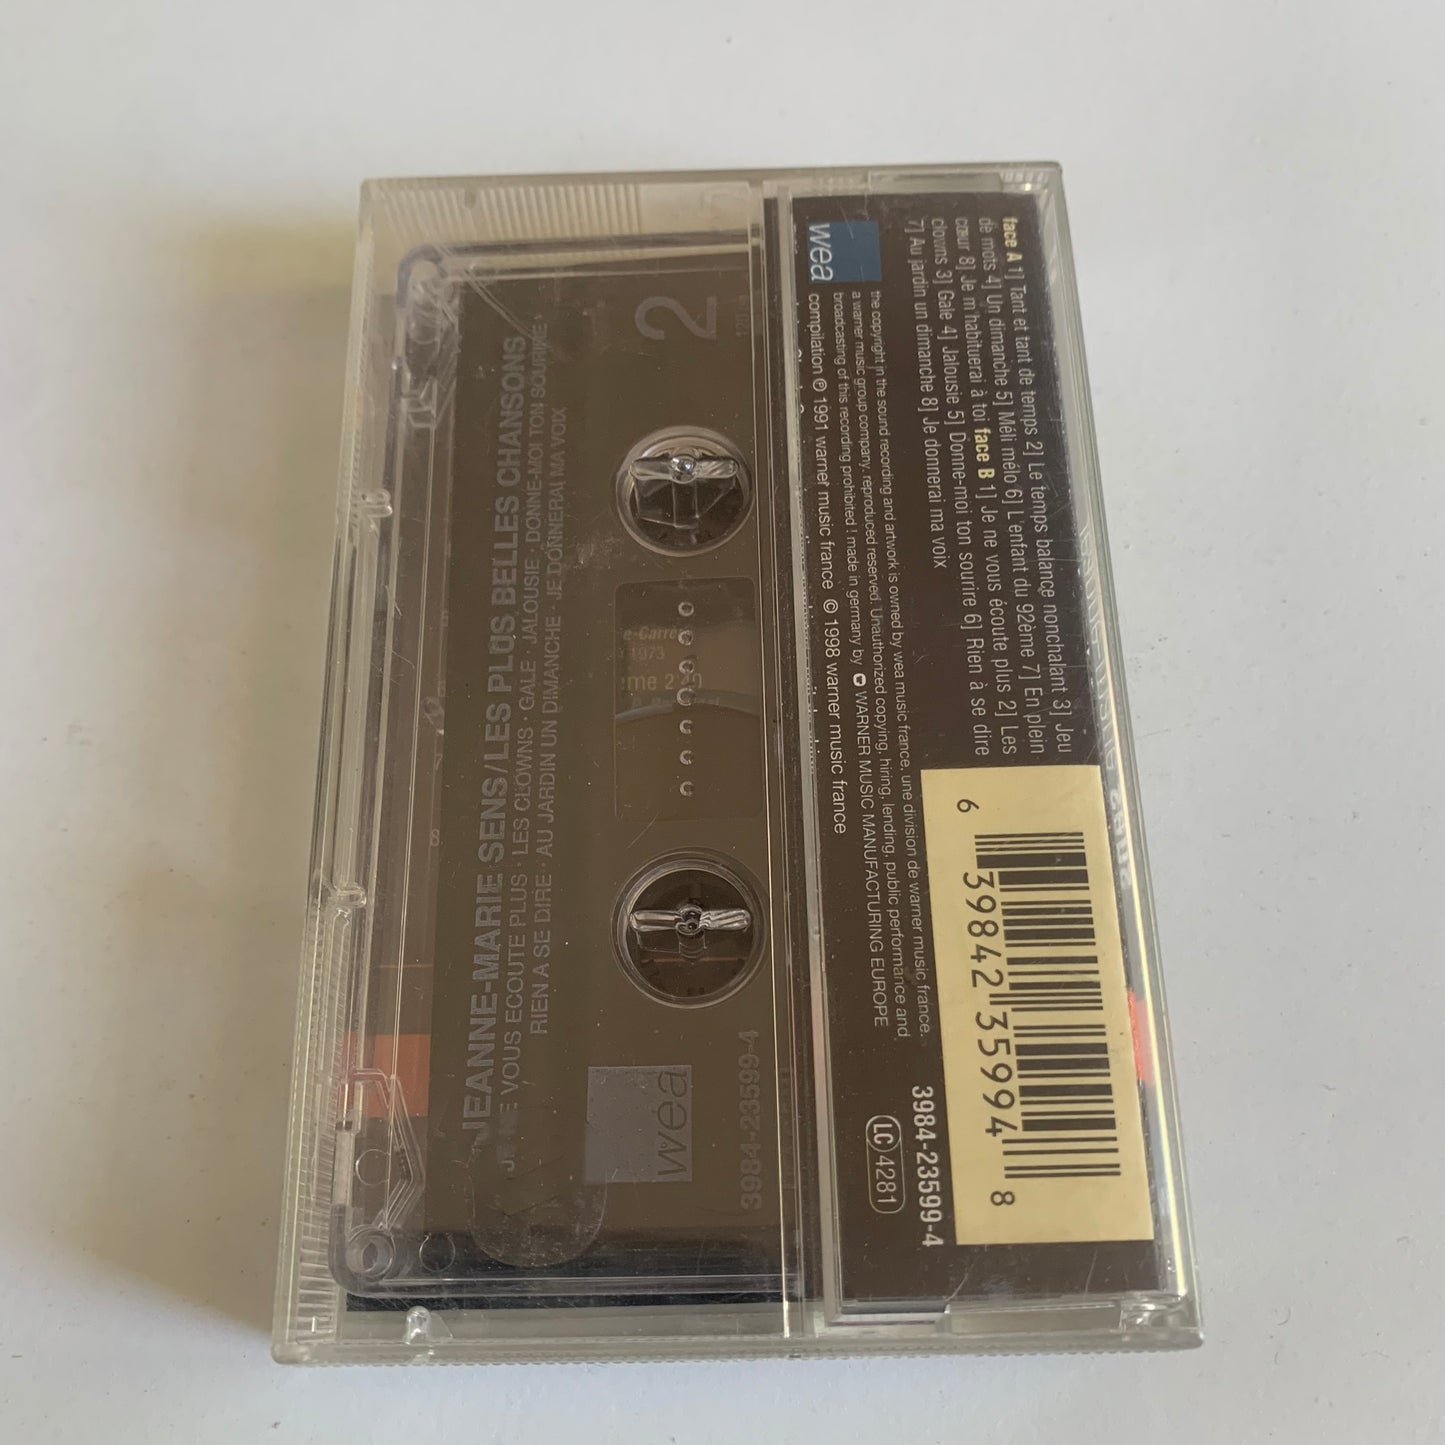 face A 1] Tant et tant de temps 2] Le temps balance nonchalant 3] Jeu
de mots 4] Un dimanche 5] Méli mélo 6] L'enfant du 92ème 7] En plein
cœur 8] Je m'habituerai à toi face B 1] Je ne vous écoute plus 2] Les
clowns 3] Gale 4] Jalousie 5] Donne-moi ton sourire 6] Rien à se dire
7] Au jardin un dimanche 8] Je donnerai ma voix
wea
the copyright in the sound recording and artwork is owned by wea music france, une division de warner music france,
a warner music group company. reproduced reserved. Unauthorized copying, hiring, lending, public performance and
broadcasting of this recording prohibited ! made in germany by WARNER MUSIC MANUFACTURING EUROPE
compilation ℗ 1991 warner music france © 1998 warner music france
6 39842 35994 8
3984-23599-4
LC 4281
2
JEANNE-MARIE SENS/LES PLUS BELLES CHANSONS
JE NE VOUS ECOUTE PLUS · LES CLOWNS · GALE · JALOUSIE · DONNE-MOI TON SOURIRE ·
RIEN A SE DIRE · AU JARDIN UN DIMANCHE · JE DONNERAI MA VOIX
wea
3984-23599-4
e-Carre
1973